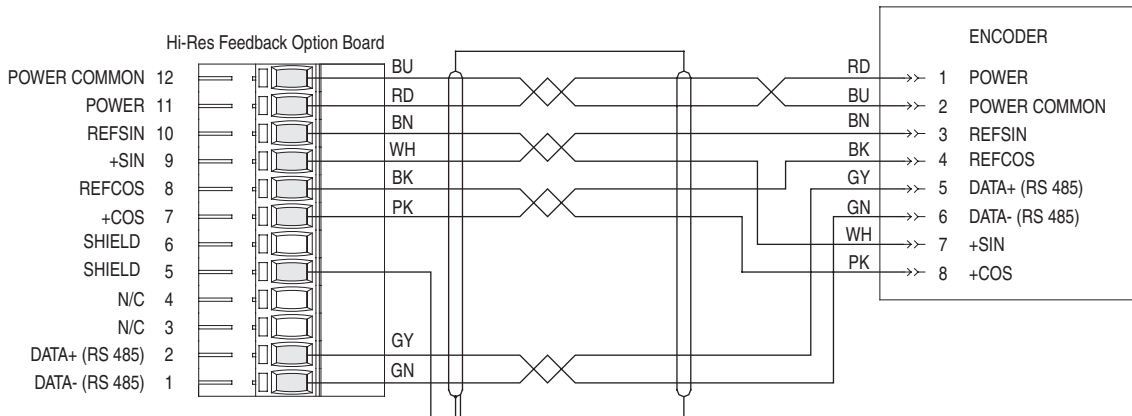 Hi-Res Feedback Option Board
POWER COMMON 12
POWER 11
REFSIN 10
+SIN 9
REFCOS 8
+COS 7
SHIELD 6
SHIELD 5
N/C 4
N/C 3
DATA+ (RS 485) 2
DATA- (RS 485) 1
BU
RD
BN
WH
BK
PK
GY
GN
RD
BU
BN
BK
GY
GN
WH
PK
ENCODER
1 POWER
2 POWER COMMON
3 REFSIN
4 REFCOS
5 DATA+ (RS 485)
6 DATA- (RS 485)
7 +SIN
8 +COS